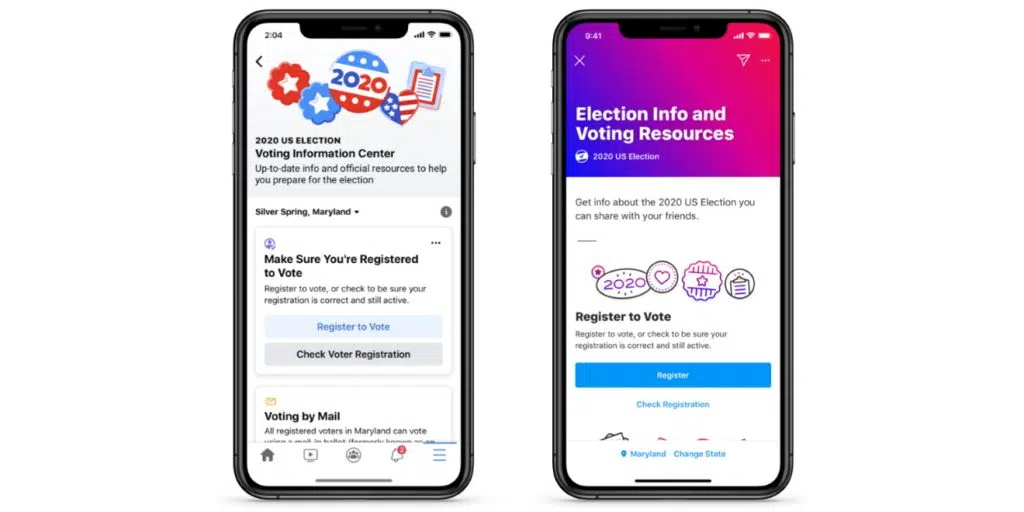 2:04
2020
2020 US ELECTION
Voting Information Center
Up-to-date info and official resources to help
you prepare for the election
Silver Spring, Maryland
Make Sure You're Registered
to Vote
Register to vote, or check to be sure your
registration is correct and still active.
Register to Vote
Check Voter Registration
Voting by Mail
All registered voters in Maryland can vote
using a mail-in ballot (formerly known as an
2
9:41
Election Info and
Voting Resources
2020 US Election
Get info about the 2020 US Election you
can share with your friends.
2020
Register to Vote
Register to vote, or check to be sure your
registration is correct and still active.
Register
Check Registration
Maryland · Change State